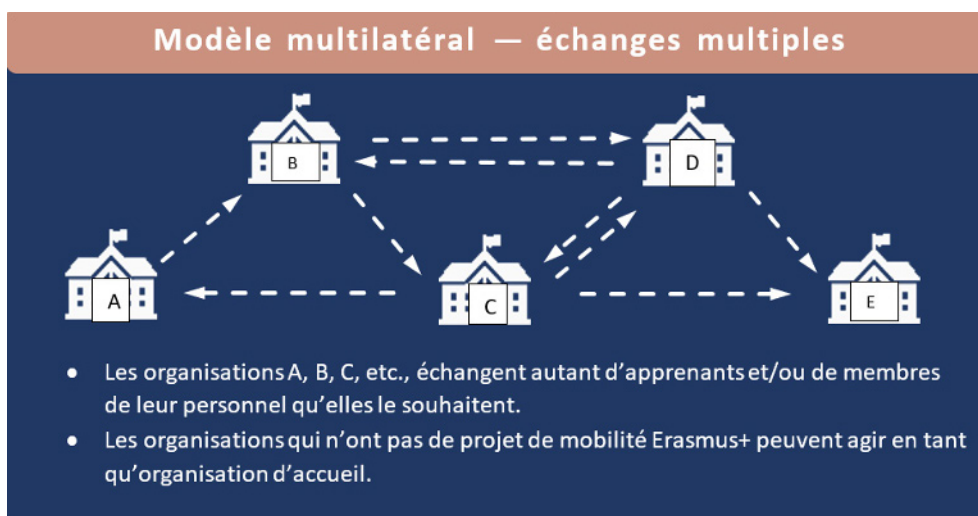 Modèle multilatéral — échanges multiples
B
D
A
C
E
• Les organisations A, B, C, etc., échangent autant d’apprenants et/ou de membres
de leur personnel qu’elles le souhaitent.
• Les organisations qui n’ont pas de projet de mobilité Erasmus+ peuvent agir en tant
qu’organisation d’accueil.